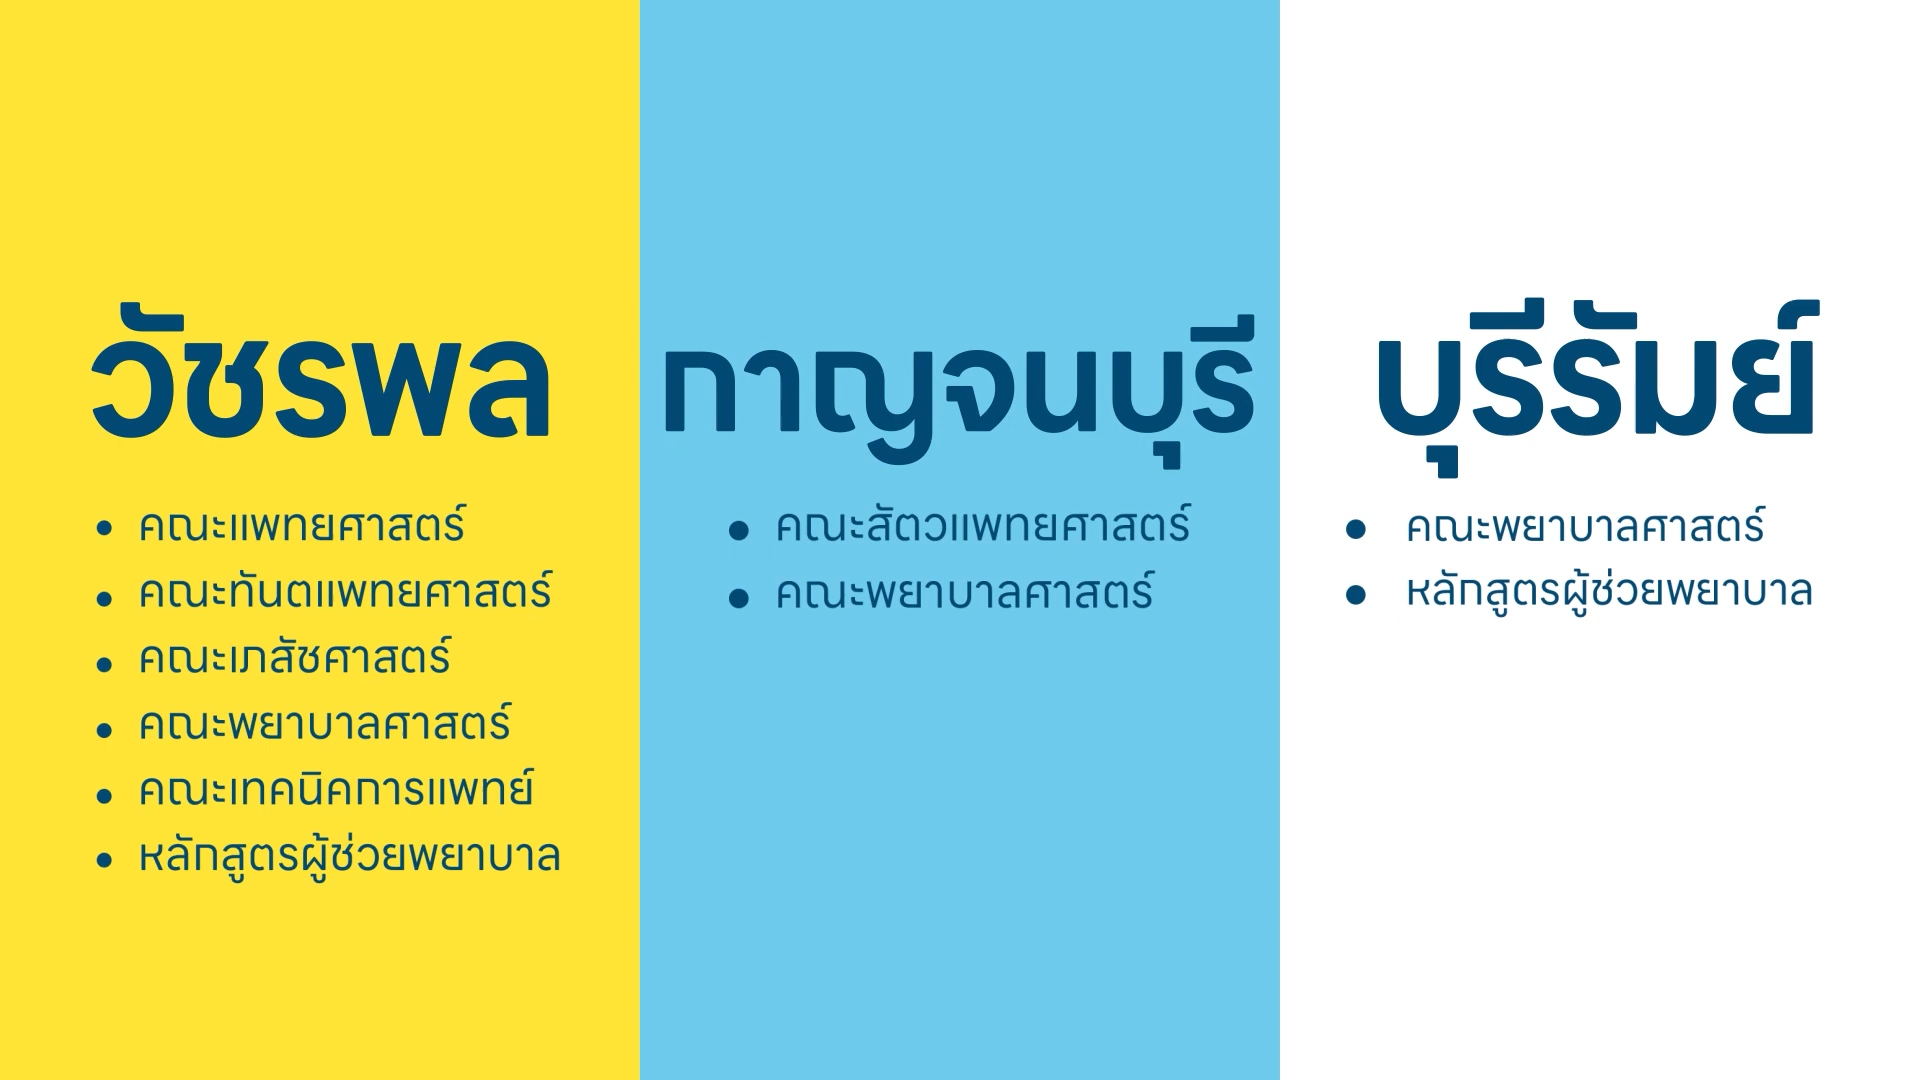 วัชรพล
• คณะแพทยศาสตร์
• คณะทันตแพทยศาสตร์
• คณะเภสัชศาสตร์
• คณะพยาบาลศาสตร์
• คณะเทคนิคการแพทย์
• หลักสูตรผู้ช่วยพยาบาล
กาญจนบุรี
• คณะสัตวแพทยศาสตร์
• คณะพยาบาลศาสตร์
บุรีรัมย์
• คณะพยาบาลศาสตร์
• หลักสูตรผู้ช่วยพยาบาล